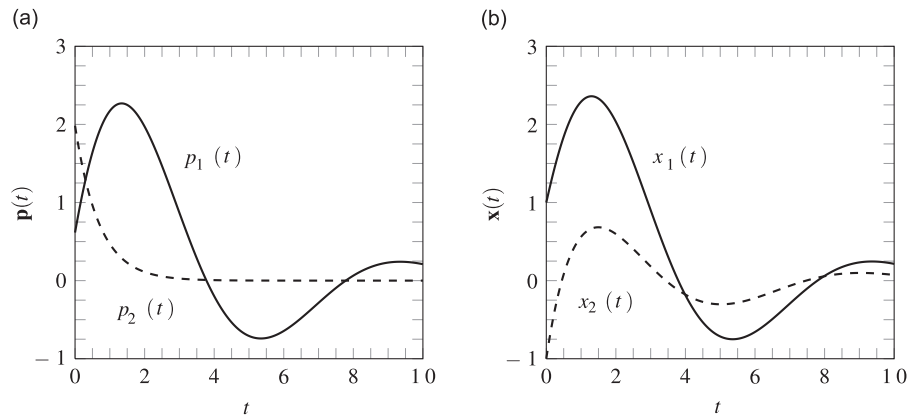 (a)
3
2
1
0
− 1
p(t)
p1 (t)
p2 (t)
0 2 4 6 8 10
t
(b)
3
2
1
0
− 1
x(t)
x1 (t)
x2 (t)
0 2 4 6 8 10
t